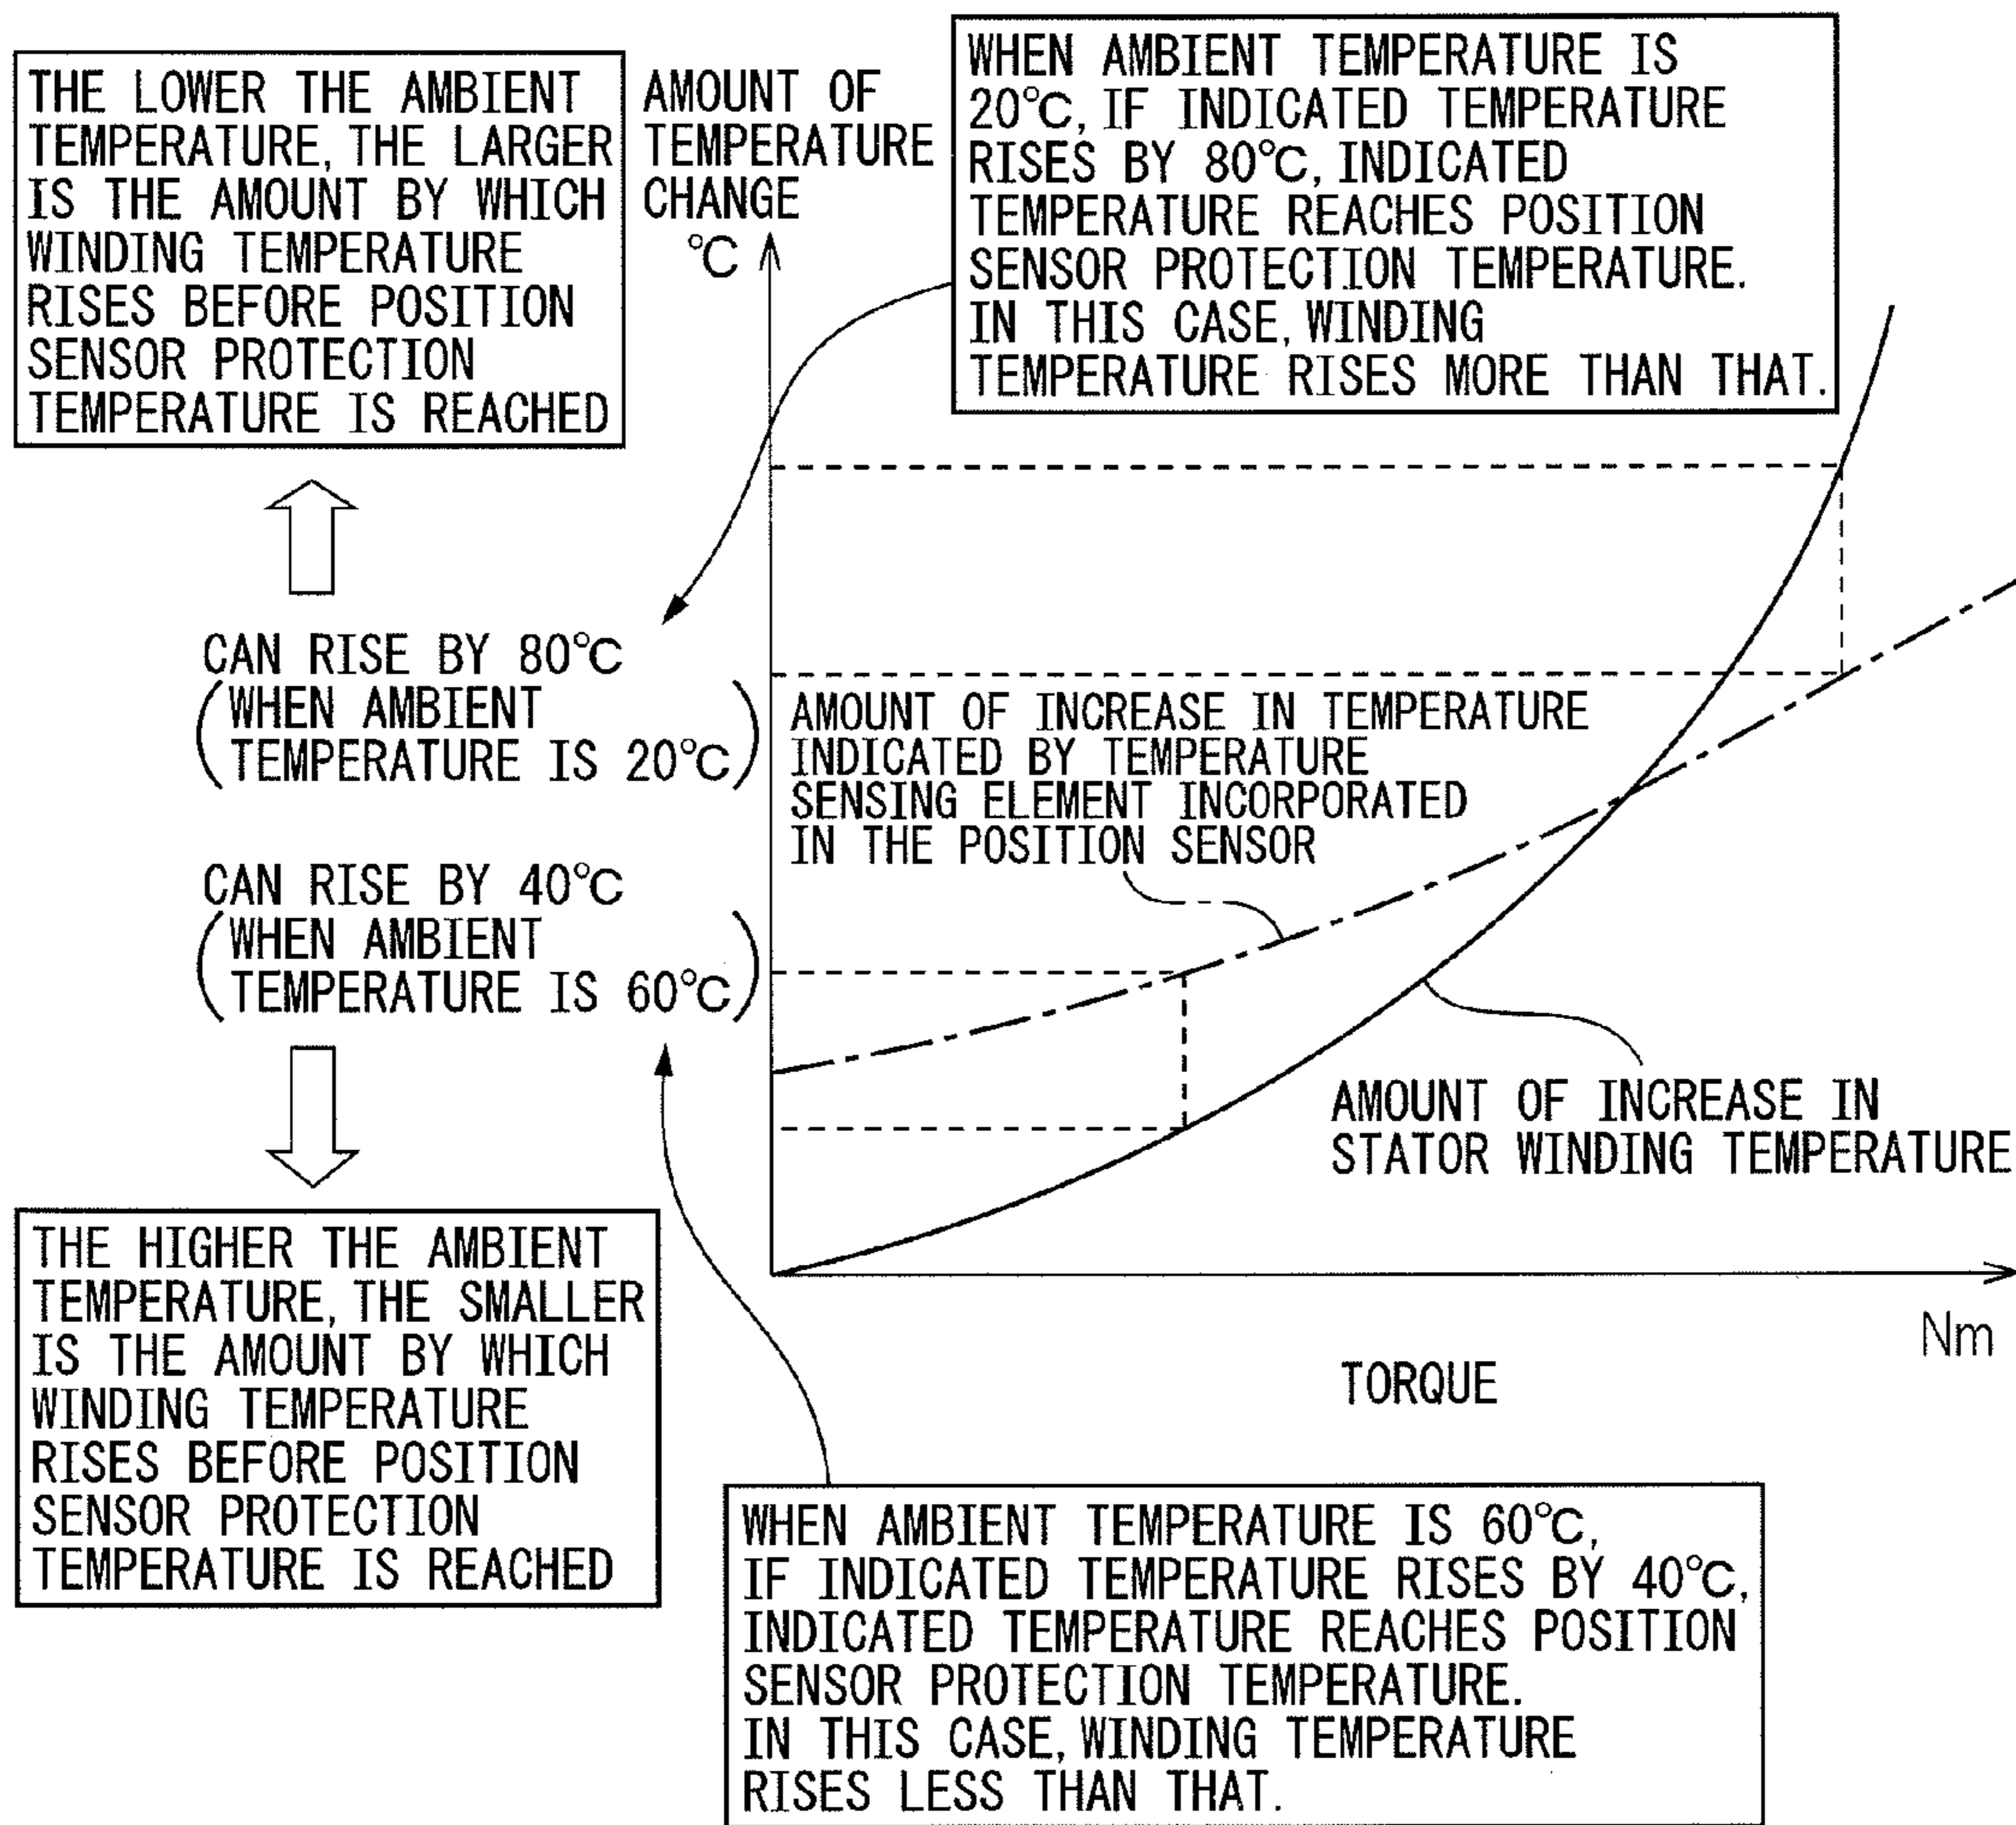 THE LOWER THE AMBIENT
TEMPERATURE, THE LARGER
IS THE AMOUNT BY WHICH
WINDING TEMPERATURE
RISES BEFORE POSITION
SENSOR PROTECTION
TEMPERATURE IS REACHED
AMOUNT OF
TEMPERATURE
CHANGE
°C
WHEN AMBIENT TEMPERATURE IS
20°C, IF INDICATED TEMPERATURE
RISES BY 80°C, INDICATED
TEMPERATURE REACHES POSITION
SENSOR PROTECTION TEMPERATURE.
IN THIS CASE, WINDING
TEMPERATURE RISES MORE THAN THAT.
CAN RISE BY 80°C
(WHEN AMBIENT
TEMPERATURE IS 20°C)
AMOUNT OF INCREASE IN TEMPERATURE
INDICATED BY TEMPERATURE
SENSING ELEMENT INCORPORATED
IN THE POSITION SENSOR
CAN RISE BY 40°C
(WHEN AMBIENT
TEMPERATURE IS 60°C)
AMOUNT OF INCREASE IN
STATOR WINDING TEMPERATURE
THE HIGHER THE AMBIENT
TEMPERATURE, THE SMALLER
IS THE AMOUNT BY WHICH
WINDING TEMPERATURE
RISES BEFORE POSITION
SENSOR PROTECTION
TEMPERATURE IS REACHED
Nm
TORQUE
WHEN AMBIENT TEMPERATURE IS 60°C,
IF INDICATED TEMPERATURE RISES BY 40°C,
INDICATED TEMPERATURE REACHES POSITION
SENSOR PROTECTION TEMPERATURE.
IN THIS CASE, WINDING TEMPERATURE
RISES LESS THAN THAT.